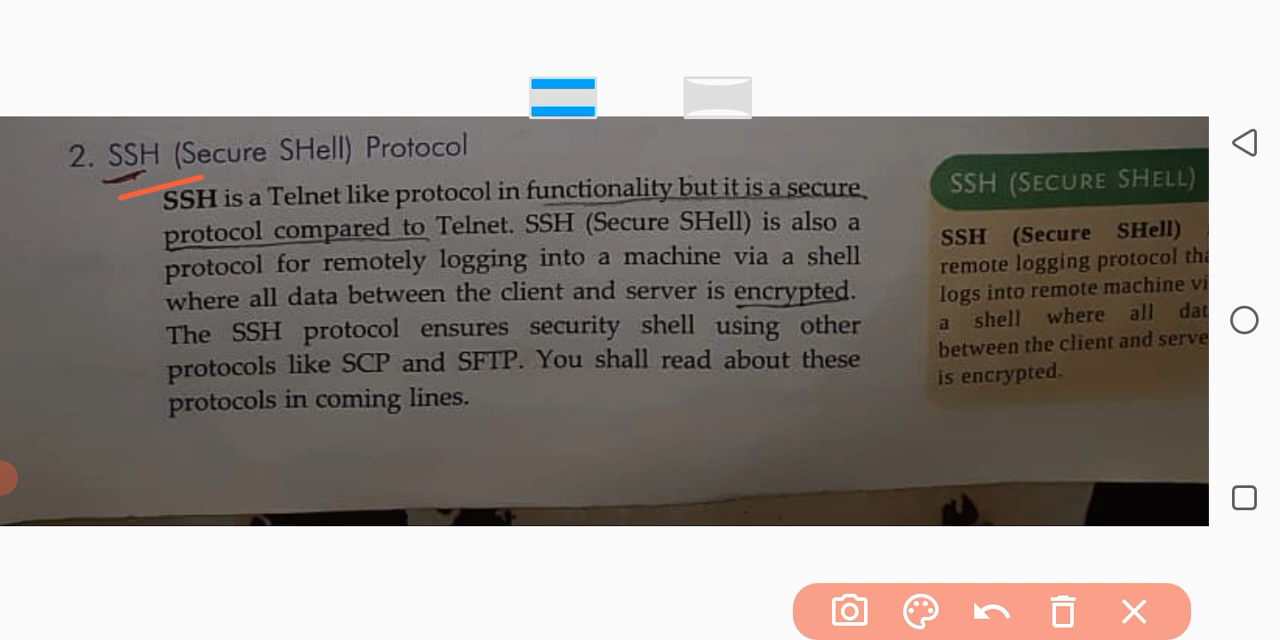 2. SSH (Secure SHell) Protocol
SSH is a Telnet like protocol in functionality but it is a secure
protocol compared to Telnet. SSH (Secure SHell) is also a
protocol for remotely logging into a machine via a shell
where all data between the client and server is encrypted.
The SSH protocol ensures security shell using other
protocols like SCP and SFTP. You shall read about these
protocols in coming lines.
SSH (SECURE SHELL)
SSH (Secure SHell)
remote logging protocol tha
logs into remote machine vi
a shell where all dat
between the client and serve
is encrypted.